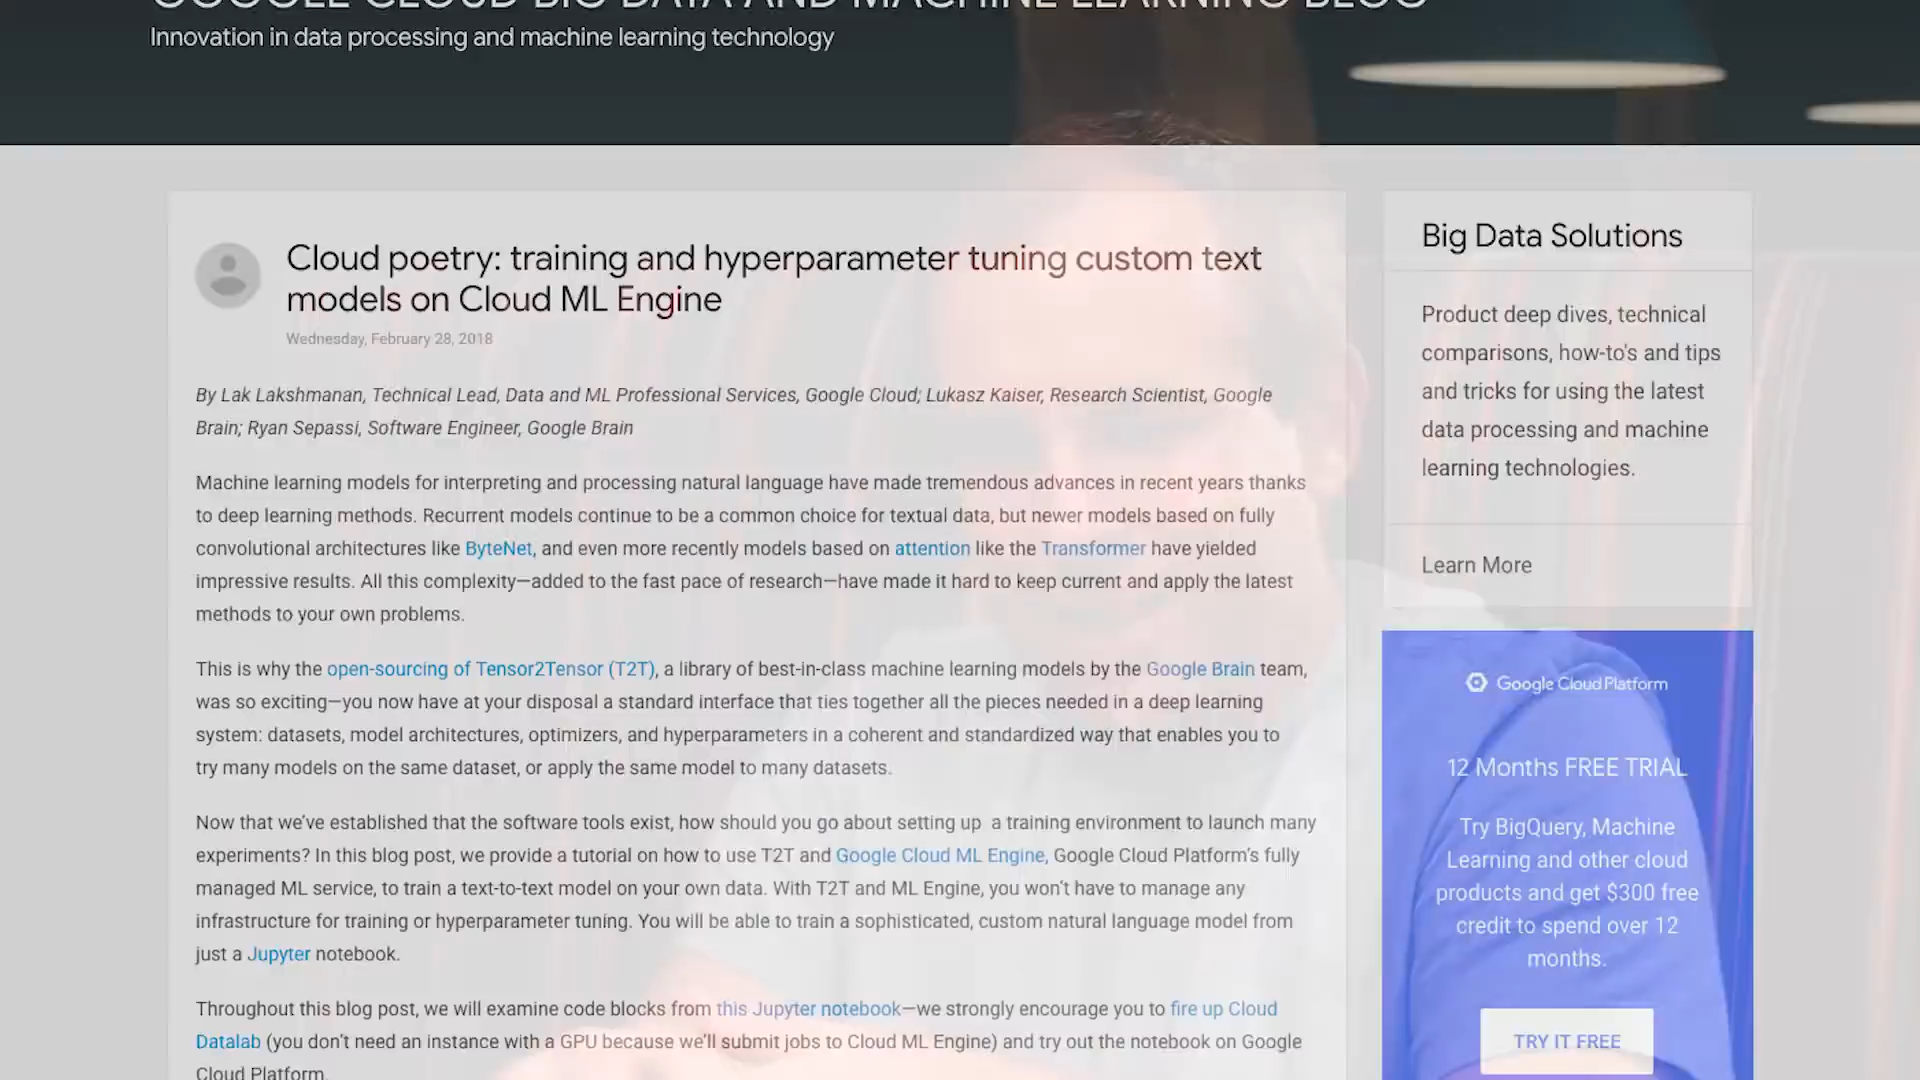 GOOGLE CLOUD BIG DATA AND MACHINE LEARNING BLOG
Innovation in data processing and machine learning technology
Cloud poetry: training and hyperparameter tuning custom text
models on Cloud ML Engine
Wednesday, February 28, 2018
By Lak Lakshmanan, Technical Lead, Data and ML Professional Services, Google Cloud; Lukasz Kaiser, Research Scientist, Google
Brain; Ryan Sepassi, Software Engineer, Google Brain
Machine learning models for interpreting and processing natural language have made tremendous advances in recent years thanks
to deep learning methods. Recurrent models continue to be a common choice for textual data, but newer models based on fully
convolutional architectures like ByteNet, and even more recently models based on attention like the Transformer have yielded
impressive results. All this complexity—added to the fast pace of research—have made it hard to keep current and apply the latest
methods to your own problems.
This is why the open-sourcing of Tensor2Tensor (T2T), a library of best-in-class machine learning models by the Google Brain team,
was so exciting—you now have at your disposal a standard interface that ties together all the pieces needed in a deep learning
system: datasets, model architectures, optimizers, and hyperparameters in a coherent and standardized way that enables you to
try many models on the same dataset, or apply the same model to many datasets.
Now that we've established that the software tools exist, how should you go about setting up a training environment to launch many
experiments? In this blog post, we provide a tutorial on how to use T2T and Google Cloud ML Engine, Google Cloud Platform's fully
managed ML service, to train a text-to-text model on your own data. With T2T and ML Engine, you won't have to manage any
infrastructure for training or hyperparameter tuning. You will be able to train a sophisticated, custom natural language model from
just a Jupyter notebook.
Throughout this blog post, we will examine code blocks from this Jupyter notebook—we strongly encourage you to fire up Cloud
Datalab (you don't need an instance with a GPU because we'll submit jobs to Cloud ML Engine) and try out the notebook on Google
Cloud Platform.
Big Data Solutions
Product deep dives, technical
comparisons, how-to's and tips
and tricks for using the latest
data processing and machine
learning technologies.
Learn More
Google Cloud Platform
12 Months FREE TRIAL
Try BigQuery, Machine
Learning and other cloud
products and get $300 free
credit to spend over 12
months.
TRY IT FREE